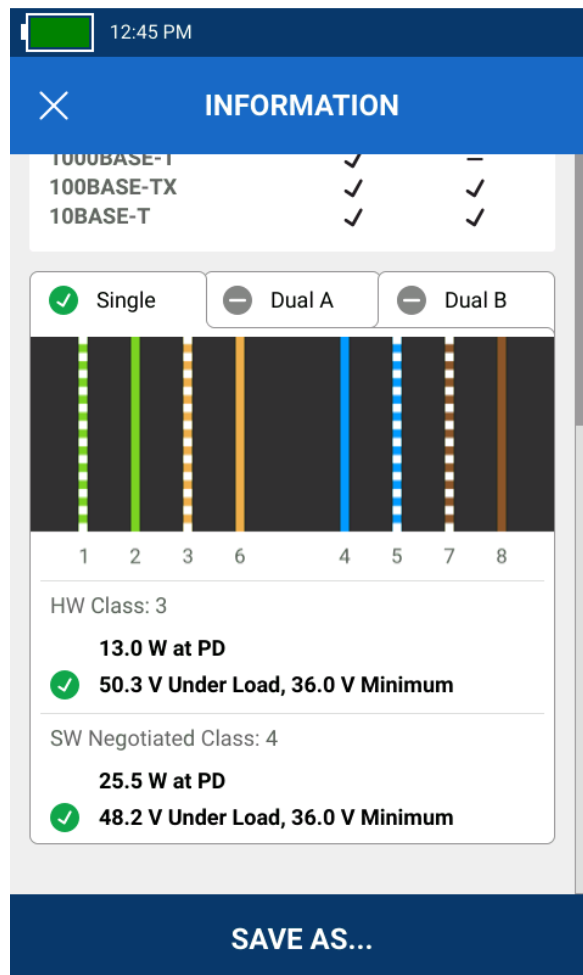 12:45 PM
INFORMATION
1000BASE-T
100BASE-TX
10BASE-T
Single Dual A Dual B
1 2 3 6 4 5 7 8
HW Class: 3
13.0 W at PD
50.3 V Under Load, 36.0 V Minimum
SW Negotiated Class: 4
25.5 W at PD
48.2 V Under Load, 36.0 V Minimum
SAVE AS...